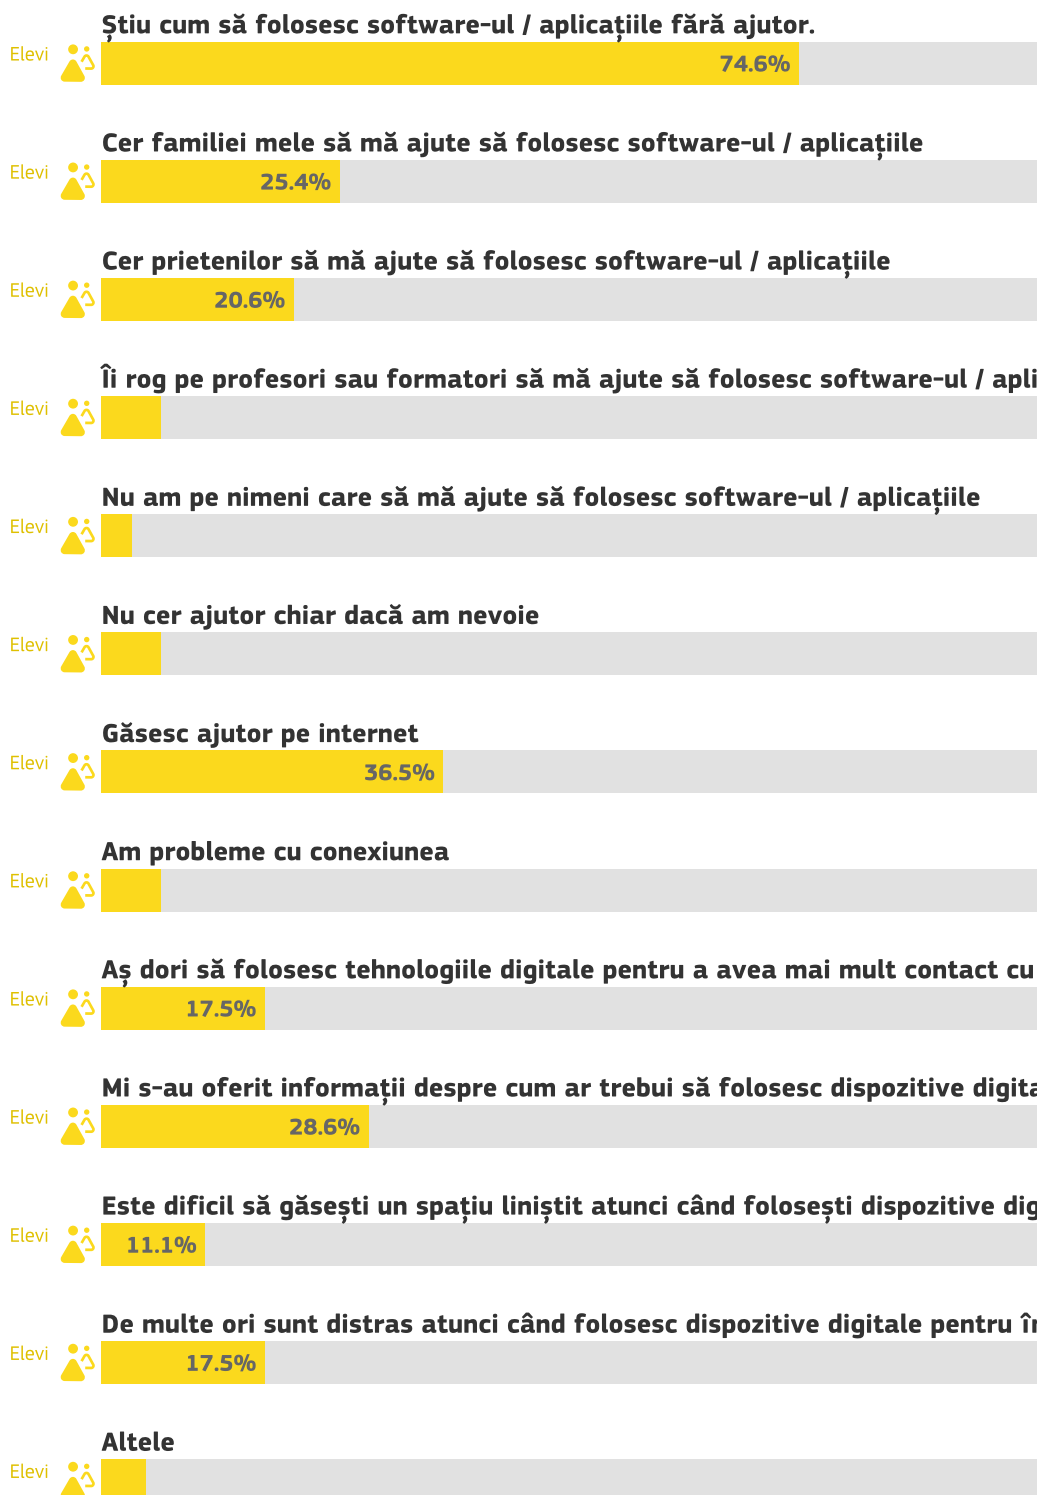 Știu cum să folosesc software-ul / aplicațiile fără ajutor.
Elevi
74.6%
Cer familiei mele să mă ajute să folosesc software-ul / aplicațiile
Elevi
25.4%
Cer prietenilor să mă ajute să folosesc software-ul / aplicațiile
Elevi
20.6%
Îi rog pe profesori sau formatori să mă ajute să folosesc software-ul / apli
Elevi
Nu am pe nimeni care să mă ajute să folosesc software-ul / aplicațiile
Elevi
Nu cer ajutor chiar dacă am nevoie
Elevi
Găsesc ajutor pe internet
Elevi
36.5%
Am probleme cu conexiunea
Elevi
Aș dori să folosesc tehnologiile digitale pentru a avea mai mult contact cu
Elevi
17.5%
Mi s-au oferit informații despre cum ar trebui să folosesc dispozitive digita
Elevi
28.6%
Este dificil să găsești un spațiu liniștit atunci când folosești dispozitive dig
Elevi
11.1%
De multe ori sunt distras atunci când folosesc dispozitive digitale pentru în
Elevi
17.5%
Altele
Elevi